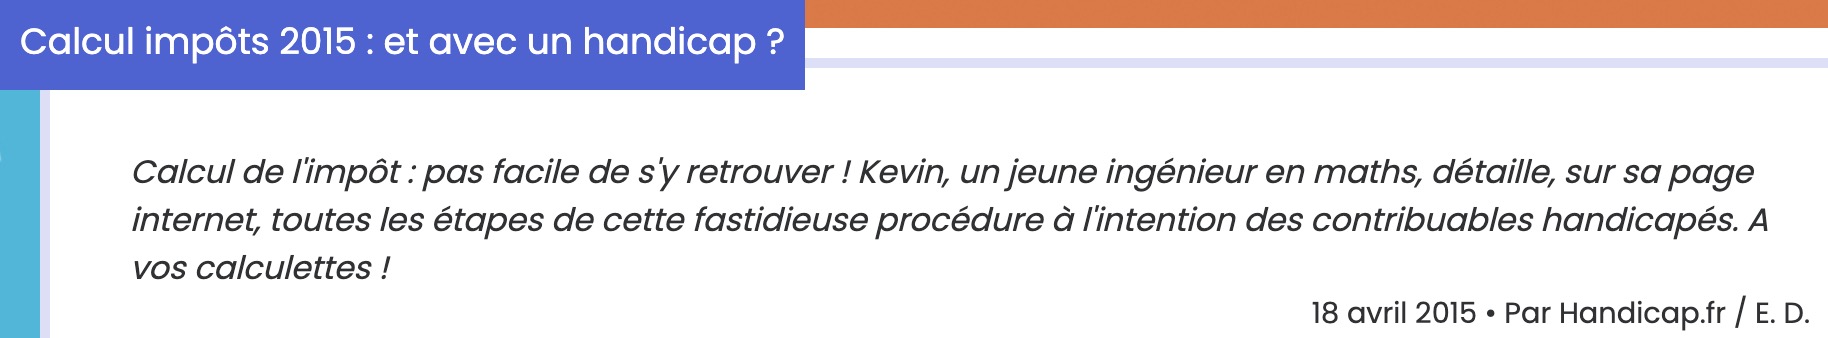 Calcul impôts 2015 : et avec un handicap ?
Calcul de l'impôt : pas facile de s'y retrouver ! Kevin, un jeune ingénieur en maths, détaille, sur sa page
internet, toutes les étapes de cette fastidieuse procédure à l'intention des contribuables handicapés. A
vos calculettes !
18 avril 2015 • Par Handicap.fr / E. D.